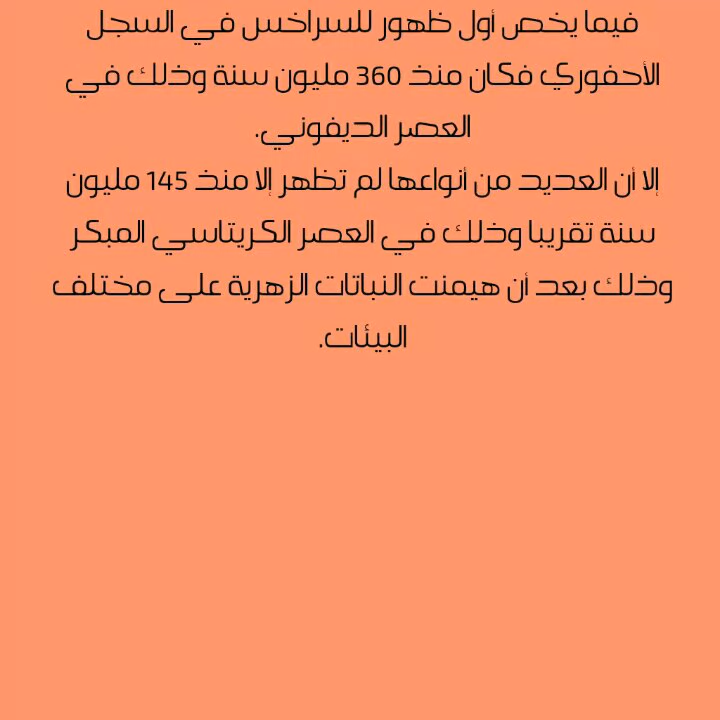 فيما يخص أول ظهور للسراخس في السجل
الأحفوري فكان منذ 360 مليون سنة وذلك في
العصر الديفوني.
إلا أن العديد من أنواعها لم تظهر إلا منذ 145 مليون
سنة تقريبا وذلك في العصر الكريتاسي المبكر
وذلك بعد أن هيمنت النباتات الزهرية على مختلف
البيئات.